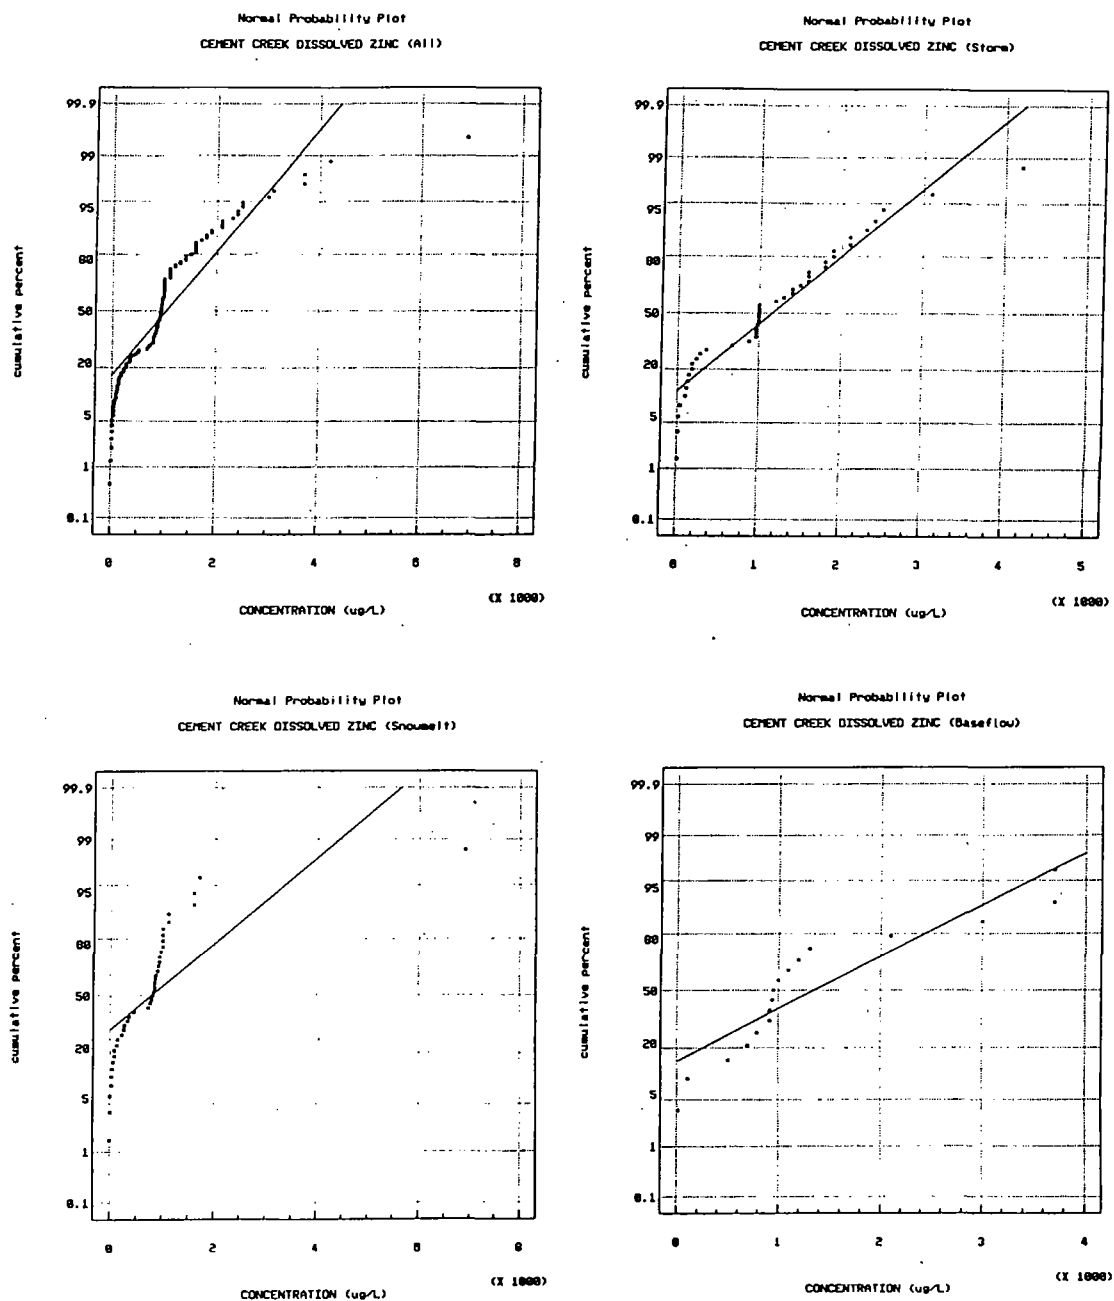 Normal Probability Plot
CEMENT CREEK DISSOLVED ZINC (All)
99.9
99
95
80
50
20
5
1
0.1
cumulative percent
0 2 4 6 8
(X 1000)
CONCENTRATION (ug/L)
Normal Probability Plot
CEMENT CREEK DISSOLVED ZINC (Storm)
99.9
99
95
80
50
20
5
1
0.1
cumulative percent
0 1 2 3 4 5
(X 1000)
CONCENTRATION (ug/L)
Normal Probability Plot
CEMENT CREEK DISSOLVED ZINC (Snowmelt)
99.9
99
95
80
50
20
5
1
0.1
cumulative percent
0 2 4 6 8
(X 1000)
CONCENTRATION (ug/L)
Normal Probability Plot
CEMENT CREEK DISSOLVED ZINC (Baseflow)
99.9
99
95
80
50
20
5
1
0.1
cumulative percent
0 1 2 3 4
(X 1000)
CONCENTRATION (ug/L)